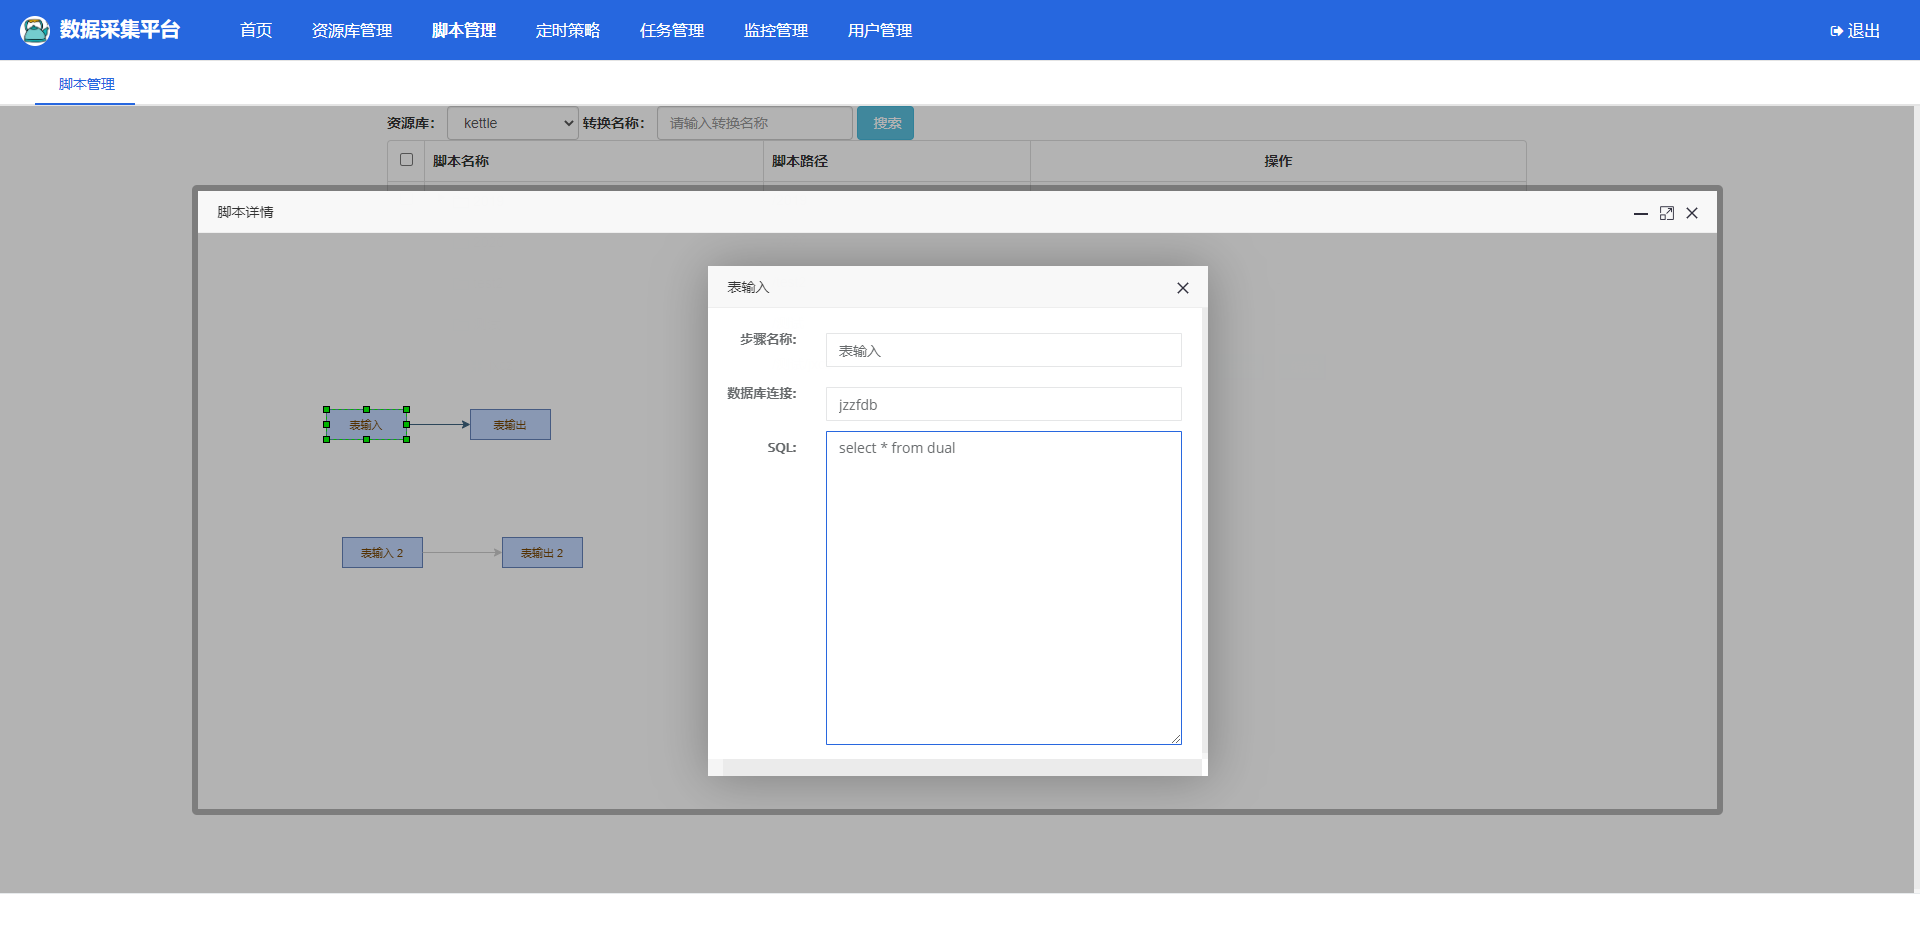 数据采集平台 首页 资源库管理 脚本管理 定时策略 任务管理 监控管理 用户管理 退出
脚本管理
资源库: kettle 转换名称: 请输入转换名称 搜索
脚本名称 脚本路径 操作
脚本详情
表输入
步骤名称: 表输入
数据库连接: jzzfdb
SQL: select * from dual
表输入 表输出
表输入 2 表输出 2